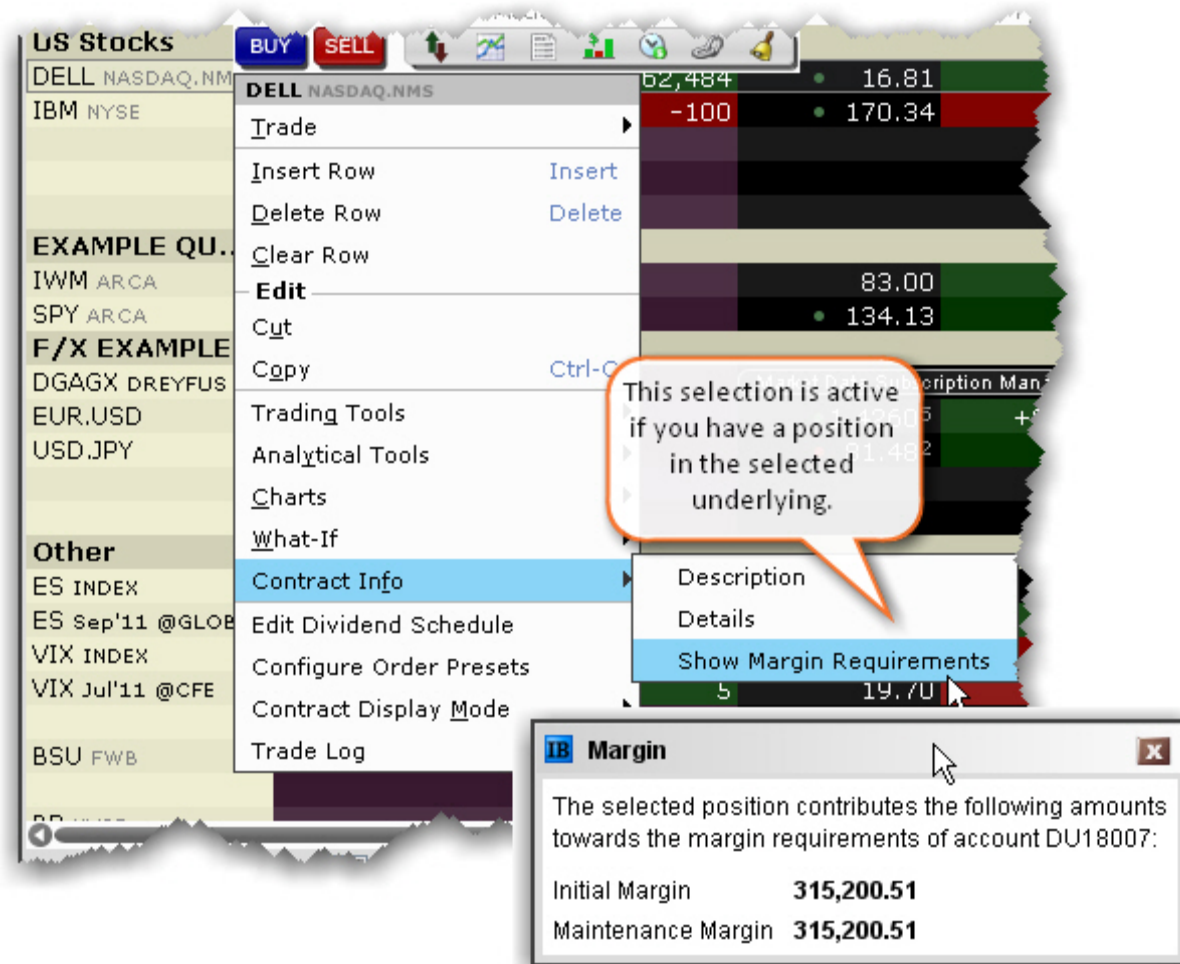 US Stocks
BUY
SELL
DELL NASDAQ.NM
62,484
16.81
IBM NYSE
-100
170.34
DELL NASDAQ.NMS
Trade
Insert Row Insert
Delete Row Delete
Clear Row
Edit
Cut
Copy Ctrl-C
Trading Tools
Analytical Tools
Charts
What-If
Contract Info
Edit Dividend Schedule
Configure Order Presets
Contract Display Mode
Trade Log
EXAMPLE QU..
IWM ARCA
83.00
SPY ARCA
134.13
F/X EXAMPLE
DGAGX DREYFUS
EUR.USD
USD.JPY
This selection is active
if you have a position
in the selected
underlying.
Description
Details
Show Margin Requirements
Other
ES INDEX
ES Sep'11 @GLOB
VIX INDEX
VIX Jul'11 @CFE
5
19.70
BSU FWB
IB Margin
The selected position contributes the following amounts
towards the margin requirements of account DU18007:
Initial Margin 315,200.51
Maintenance Margin 315,200.51